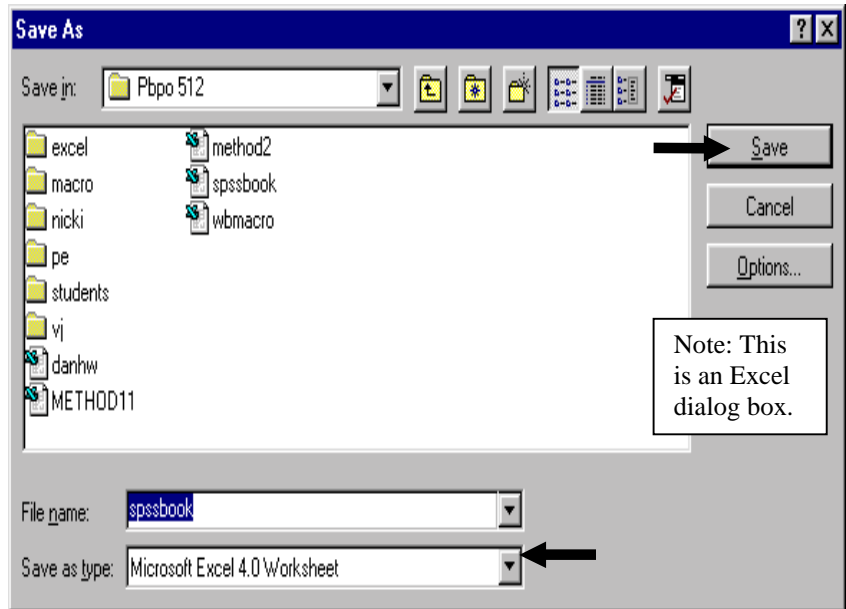 Save As
Save in: Pbpo 512
excel
macro
nicki
pe
students
vj
danhw
METHOD11
method2
spssbook
wbmacro
Save
Cancel
Options...
Note: This
is an Excel
dialog box.
File name: spssbook
Save as type: Microsoft Excel 4.0 Worksheet